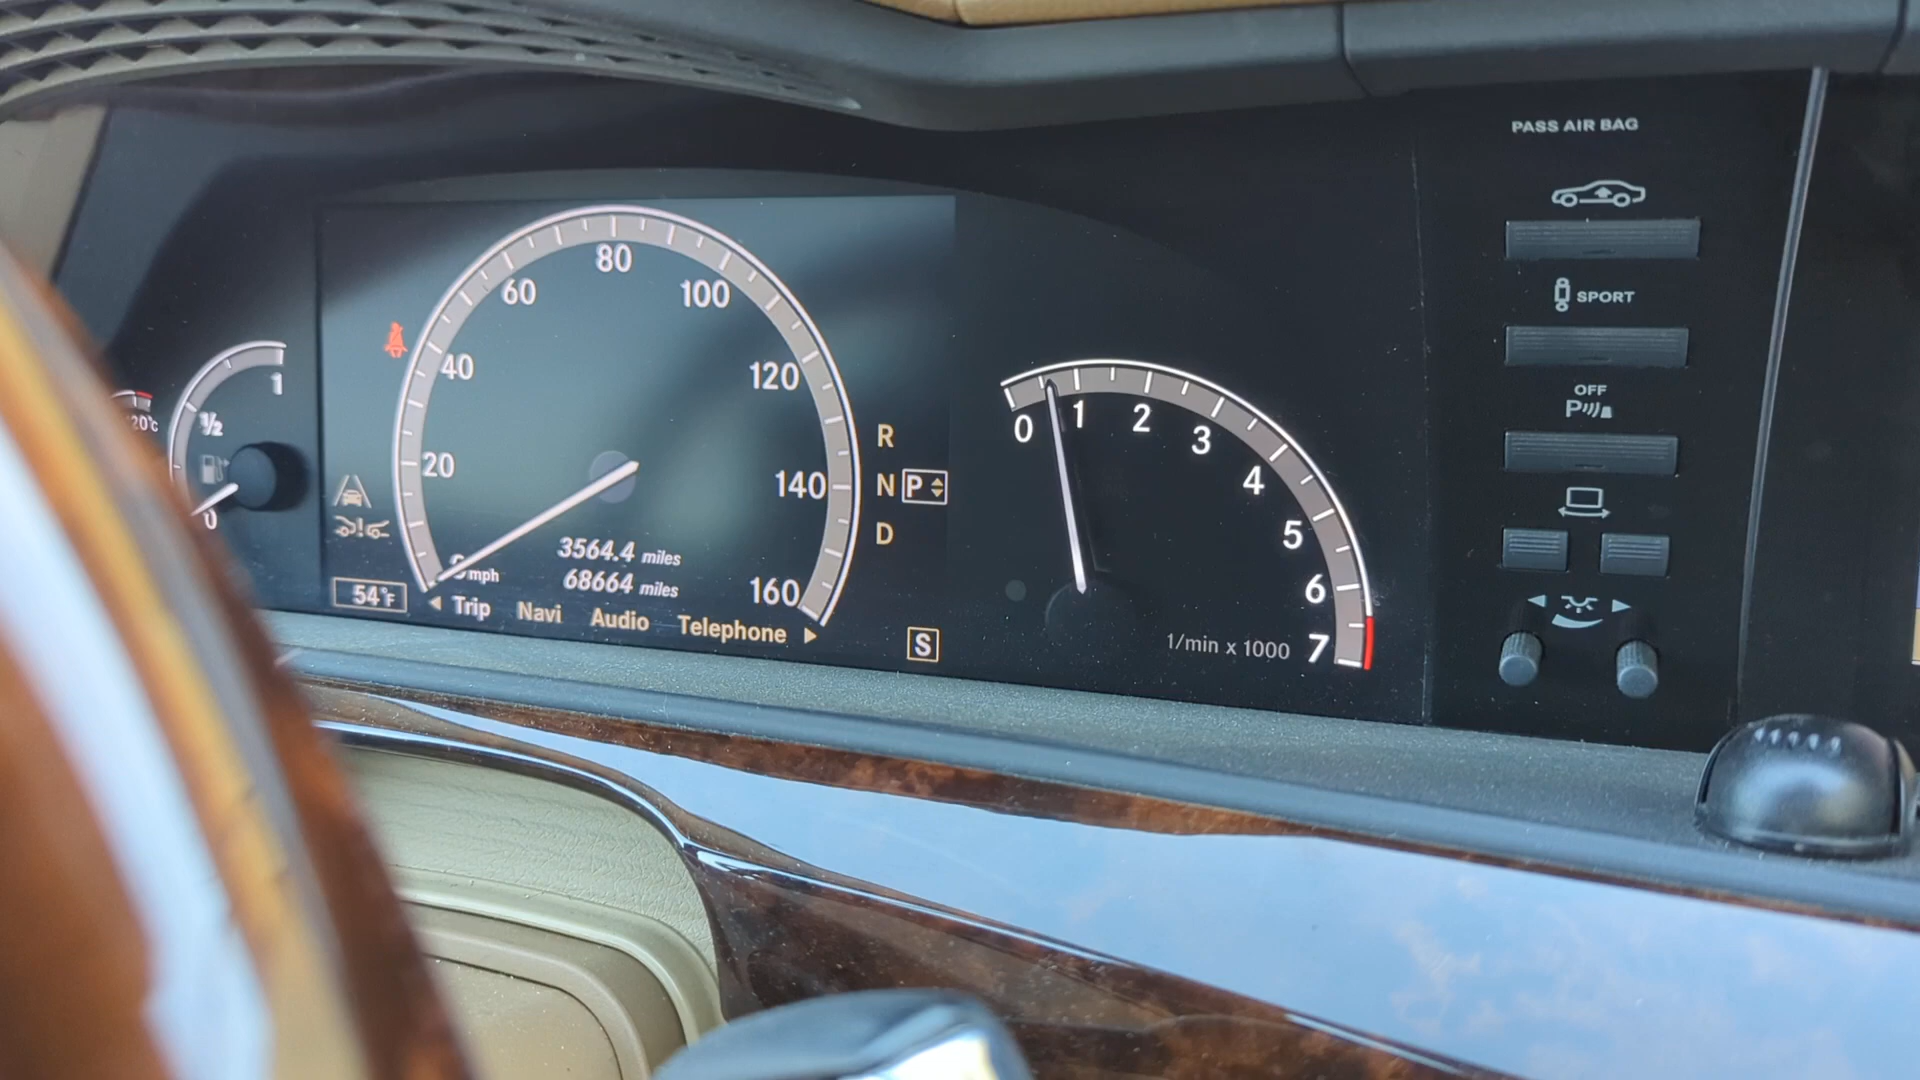 PASS AIR BAG
SPORT
OFF
P
120°C
1
½
0
0 mph
20
40
60
80
100
120
140
160
3564.4 miles
68664 miles
54°F
Trip Navi Audio Telephone
R
N P
D
S
0
1
2
3
4
5
6
7
1/min x 1000